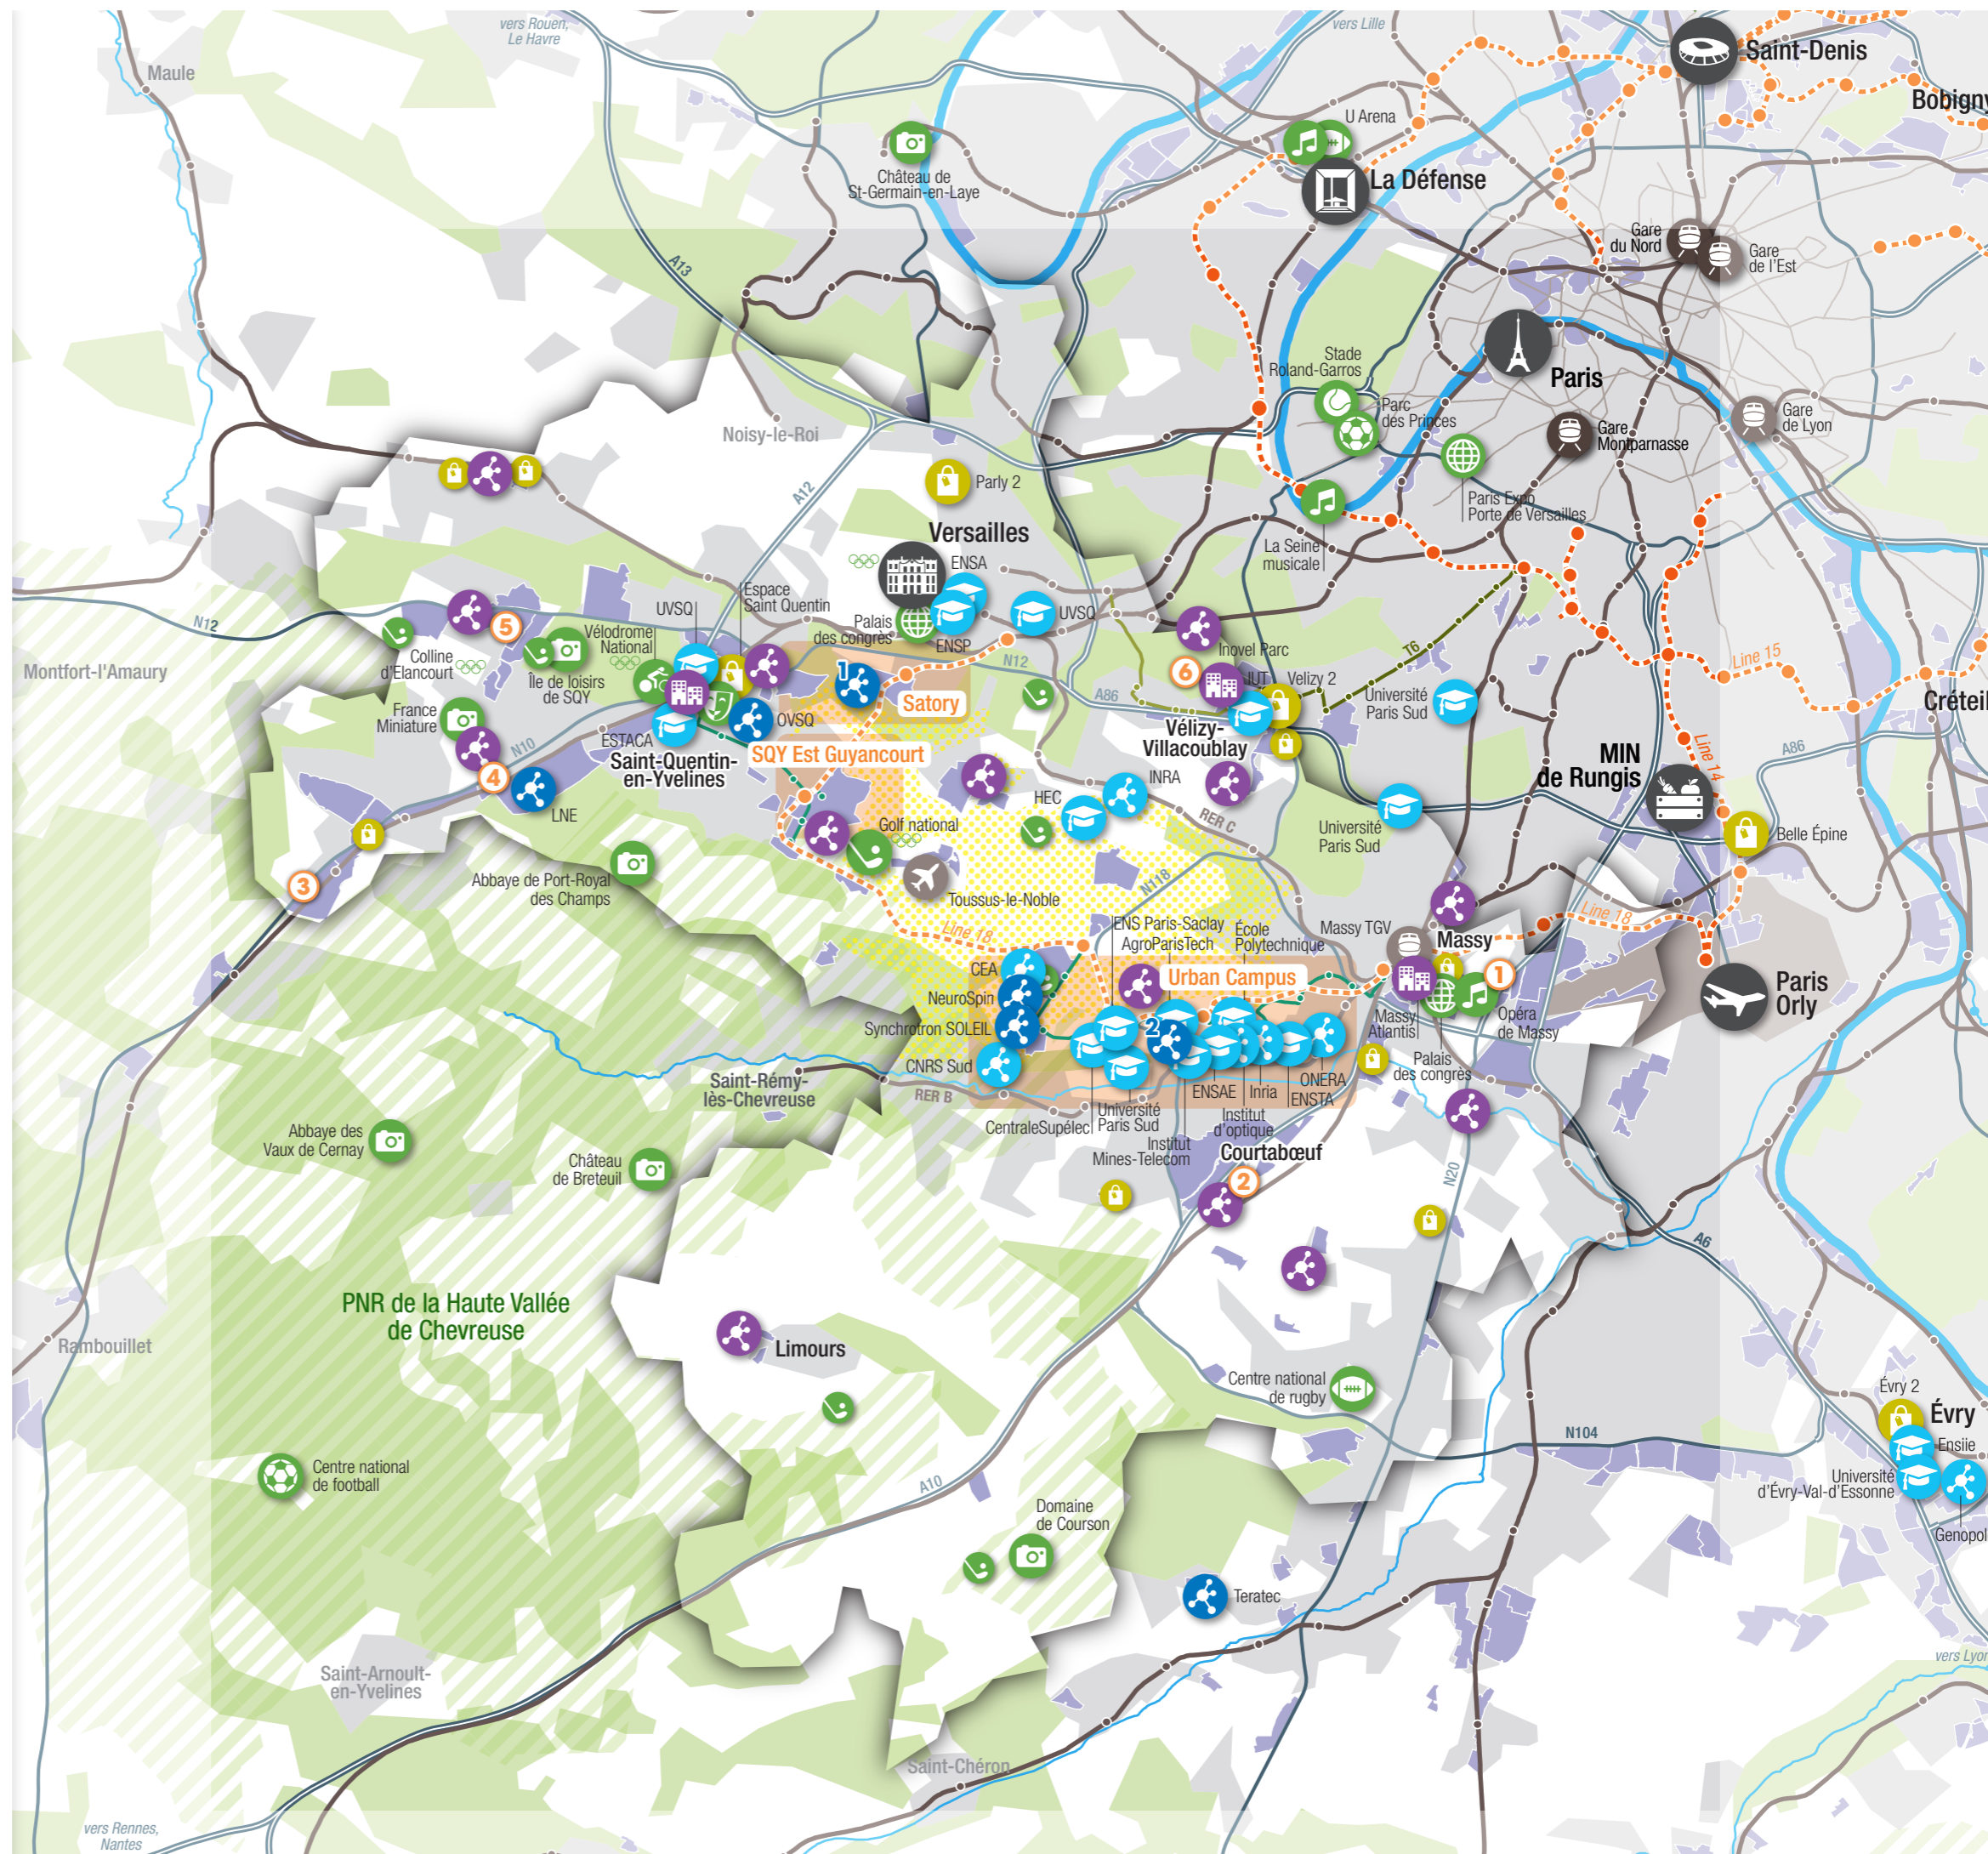 vers Rouen,
Le Havre
vers Lille
Maule
Saint-Denis
Bobigny
U Arena
La Défense
Château de
St-Germain-en-Laye
Gare
du Nord
Gare
de l'Est
A13
Stade
Roland-Garros
Paris
Parc
des Princes
Gare
de Lyon
Gare
Montparnasse
Noisy-le-Roi
A12
Parly 2
Paris Expo
Porte de Versailles
Versailles
La Seine
musicale
ENSA
Espace
Saint Quentin
UVSQ
UVSQ
Palais
des congrès
ENSP
N12
N12
5
Vélodrome
National
Colline
d'Elancourt
Île de loisirs
de SQY
Montfort-l'Amaury
Inovel Parc
T6
Line 15
6
IUT
Velizy 2
Université
Paris Sud
A86
1
Satory
Créteil
France
Miniature
OVSQ
ESTACA
N10
Saint-Quentin-
en-Yvelines
SQY Est Guyancourt
Vélizy-
Villacoublay
Line 14
A86
MIN
de Rungis
4
LNE
INRA
HEC
RER C
Golf national
Université
Paris Sud
Belle Épine
3
Abbaye de Port-Royal
des Champs
Toussus-le-Noble
N118
Line 18
Line 18
ENS Paris-Saclay
AgroParisTech
École
Polytechnique
Massy TGV
Massy
CEA
Urban Campus
1
Paris
Orly
NeuroSpin
Synchrotron SOLEIL
2
Massy
Atlantis
Opéra
de Massy
Palais
des congrès
CNRS Sud
Saint-Rémy-
lès-Chevreuse
RER B
ONERA
ENSAE
Inria
ENSTA
CentraleSupélec
Université
Paris Sud
Institut
d'optique
Institut
Mines-Telecom
Courtabœuf
2
N20
Abbaye des
Vaux de Cernay
Château
de Breteuil
A6
PNR de la Haute Vallée
de Chevreuse
Rambouillet
Limours
Centre national
de rugby
Évry 2
Évry
N104
Ensiie
Université
d'Évry-Val-d'Essonne
Genopol
Centre national
de football
A10
Domaine
de Courson
Teratec
Saint-Arnoult-
en-Yvelines
vers Lyon
Saint-Chéron
vers Rennes,
Nantes